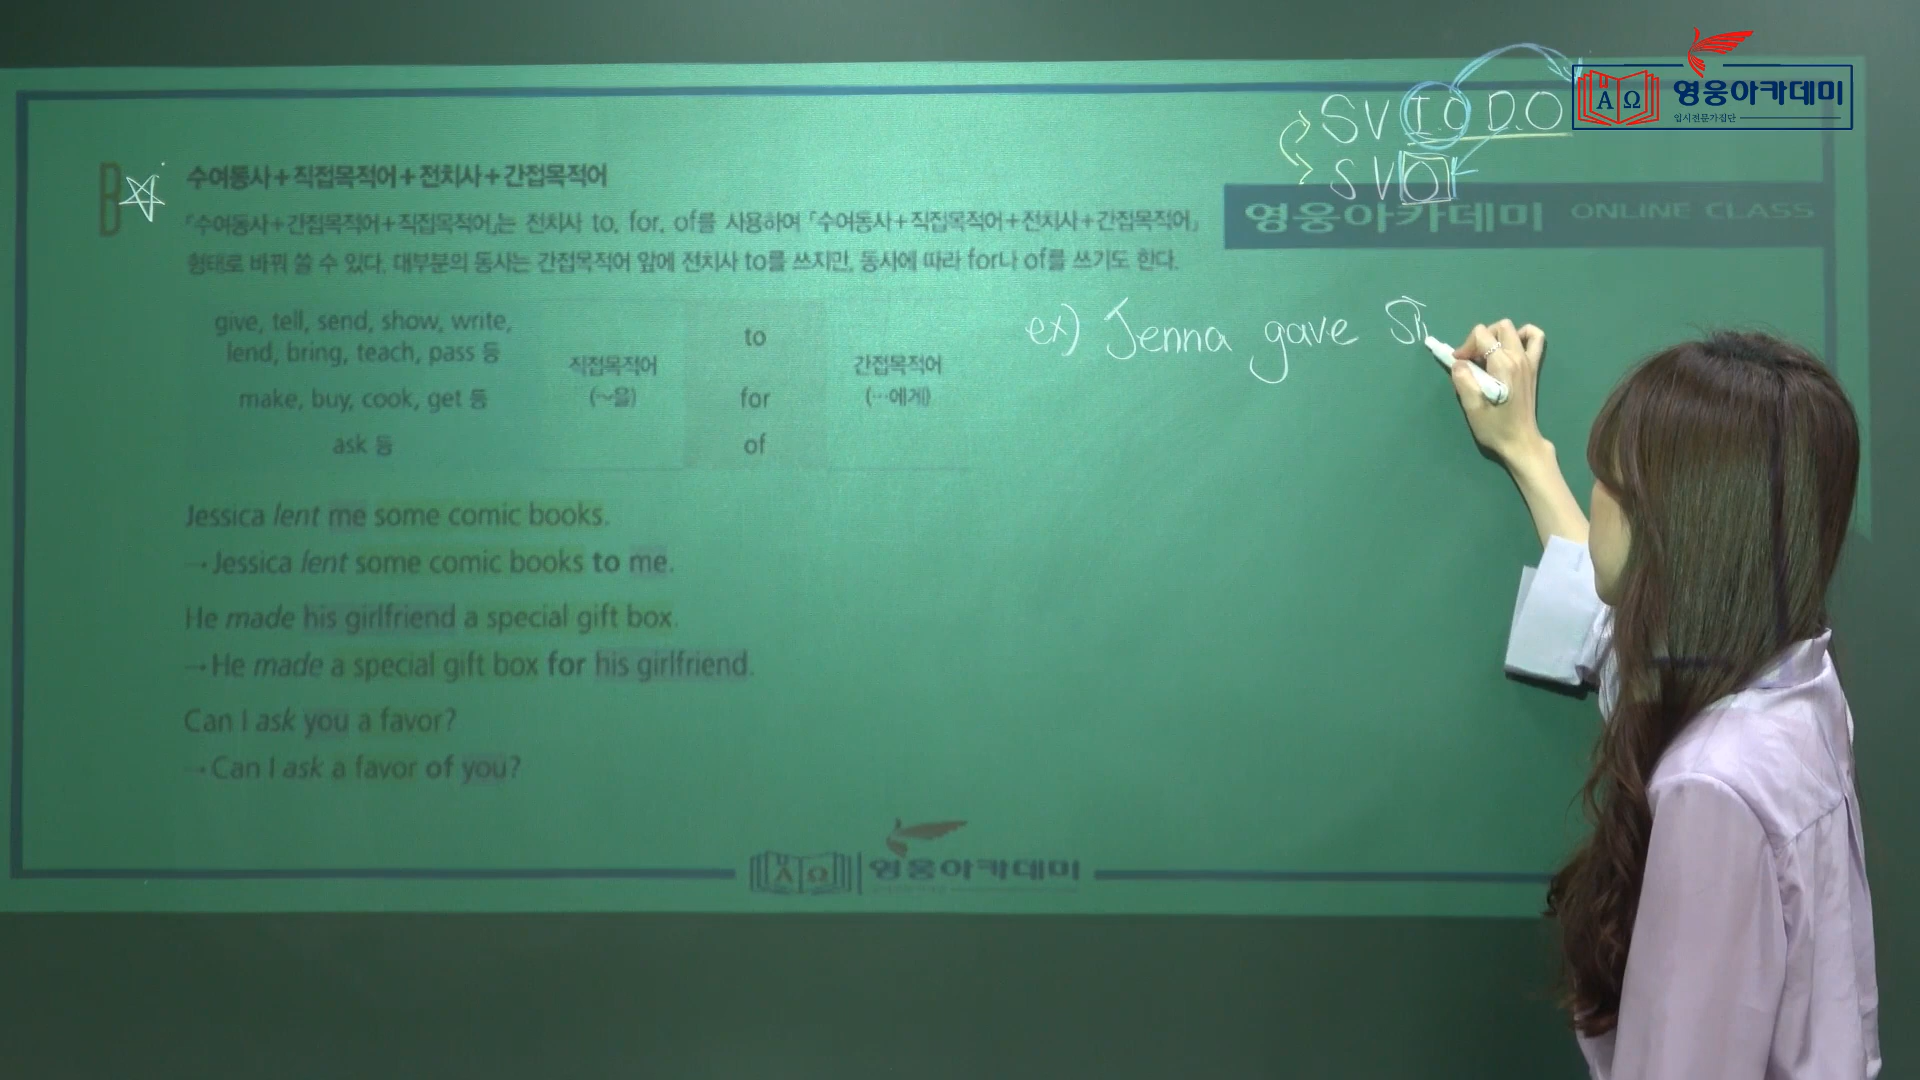 SV I.O D.O
SVO
영웅아카데미
입시전문가집단
B 수여동사+직접목적어+전치사+간접목적어
『수여동사+간접목적어+직접목적어』는 전치사 to, for, of를 사용하여 『수여동사+직접목적어+전치사+간접목적어』
형태로 바꿔 쓸 수 있다. 대부분의 동사는 간접목적어 앞에 전치사 to를 쓰지만, 동사에 따라 for나 of를 쓰기도 한다.
영웅아카데미 ONLINE CLASS
give, tell, send, show, write,
lend, bring, teach, pass 등
to
직접목적어
(~을)
간접목적어
(…에게)
make, buy, cook, get 등
for
ask 등
of
ex) Jenna gave
Jessica lent me some comic books.
→Jessica lent some comic books to me.
He made his girlfriend a special gift box.
→He made a special gift box for his girlfriend.
Can I ask you a favor?
→Can I ask a favor of you?
AΩ 영웅아카데미